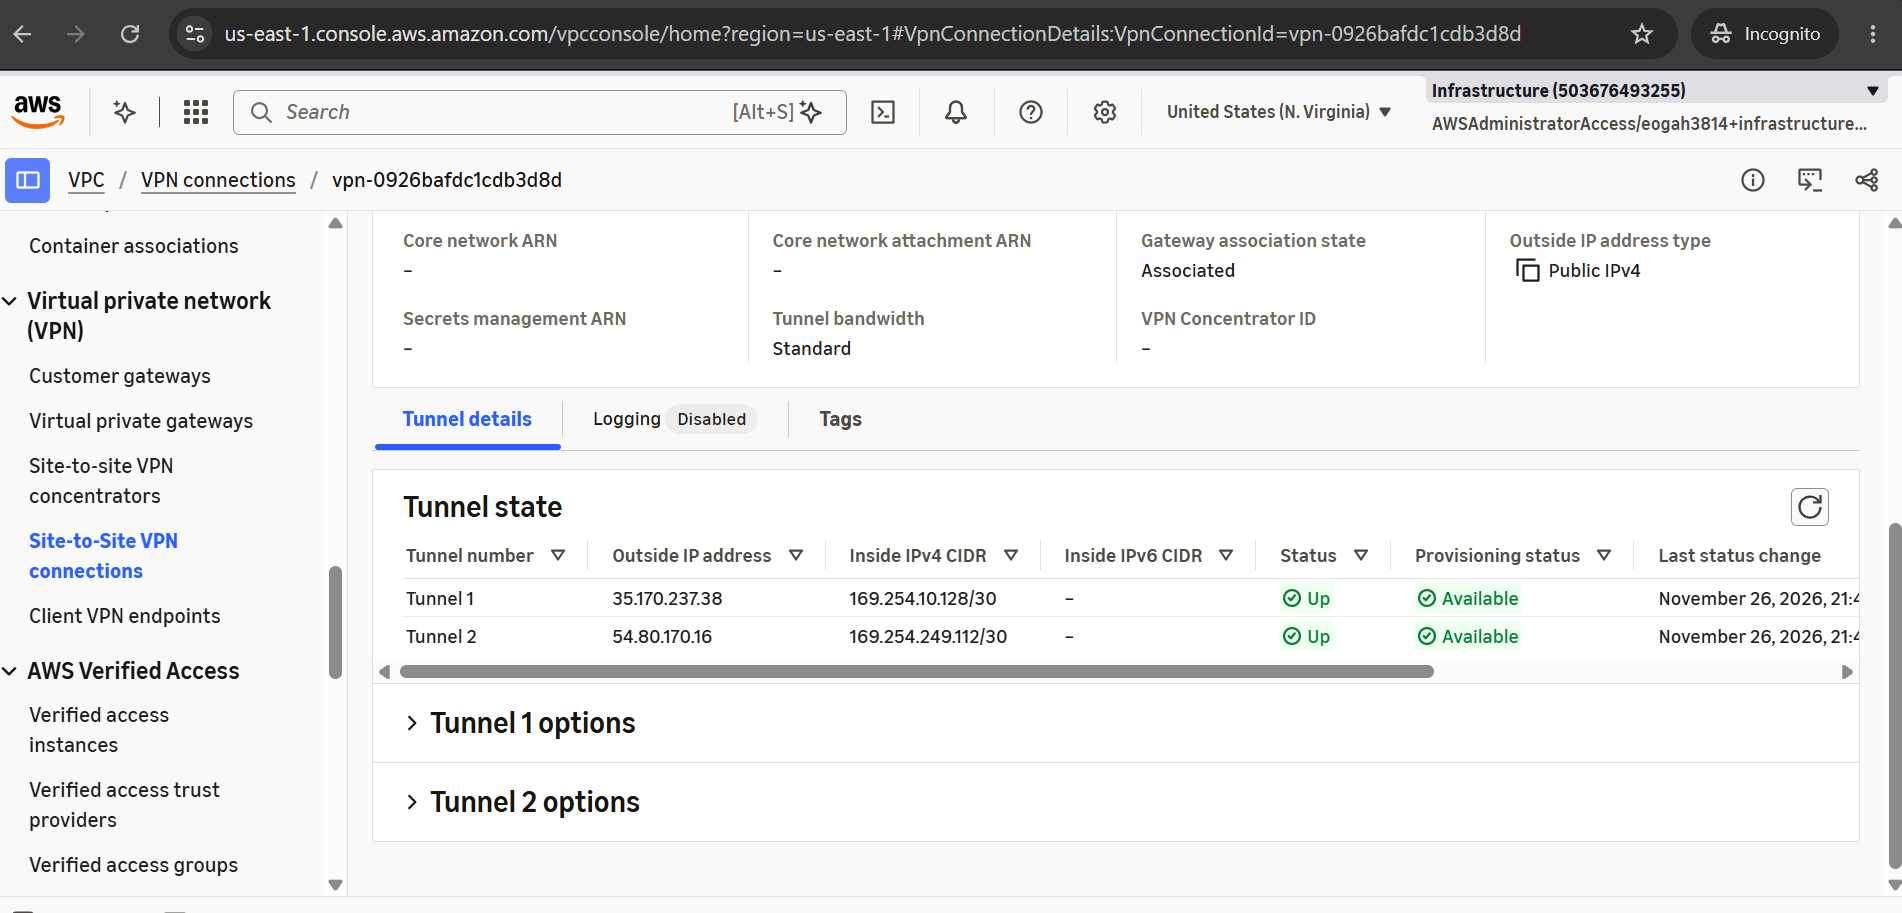 us-east-1.console.aws.amazon.com/vpcconsole/home?region=us-east-1#VpnConnectionDetails:VpnConnectionId=vpn-0926bafdc1cdb3d8d
Incognito
aws
Search
[Alt+S]
United States (N. Virginia)
Infrastructure (503676493255)
AWSAdministratorAccess/eogah3814+infrastructure...
VPC / VPN connections / vpn-0926bafdc1cdb3d8d
Container associations
Virtual private network
(VPN)
Customer gateways
Virtual private gateways
Site-to-site VPN
concentrators
Site-to-Site VPN
connections
Client VPN endpoints
AWS Verified Access
Verified access
instances
Verified access trust
providers
Verified access groups
Core network ARN
–
Core network attachment ARN
–
Gateway association state
Associated
Outside IP address type
Public IPv4
Secrets management ARN
–
Tunnel bandwidth
Standard
VPN Concentrator ID
–
Tunnel details
Logging Disabled
Tags
Tunnel state
Tunnel number Outside IP address Inside IPv4 CIDR Inside IPv6 CIDR Status Provisioning status Last status change
Tunnel 1 35.170.237.38 169.254.10.128/30 – Up Available November 26, 2026, 21:4
Tunnel 2 54.80.170.16 169.254.249.112/30 – Up Available November 26, 2026, 21:4
Tunnel 1 options
Tunnel 2 options